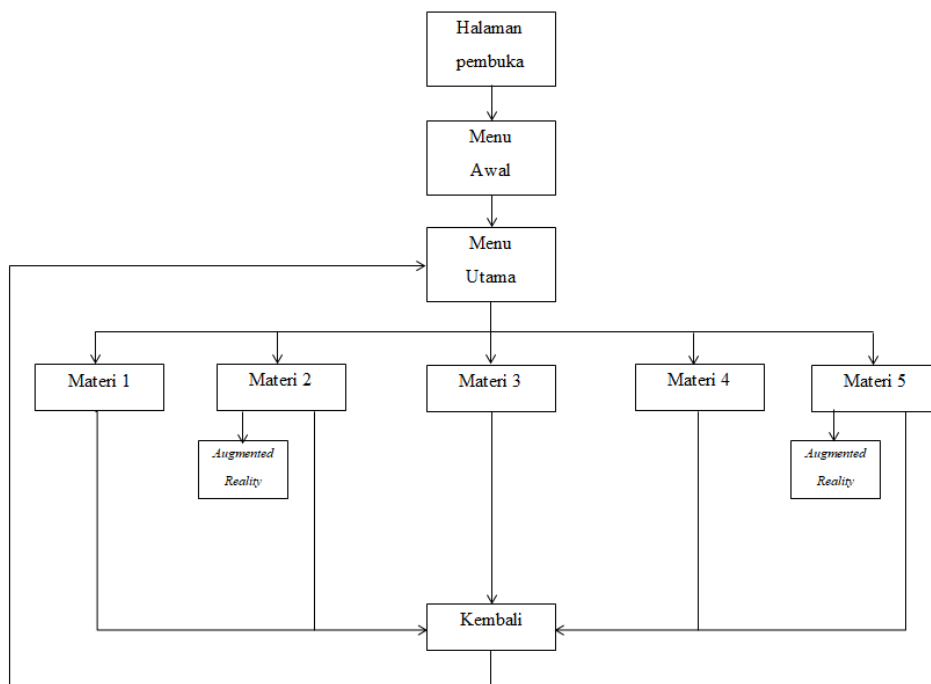 Halaman
pembuka
Menu
Awal
Menu
Utama
Materi 1
Materi 2
Materi 3
Materi 4
Materi 5
Augmented
Reality
Augmented
Reality
Kembali